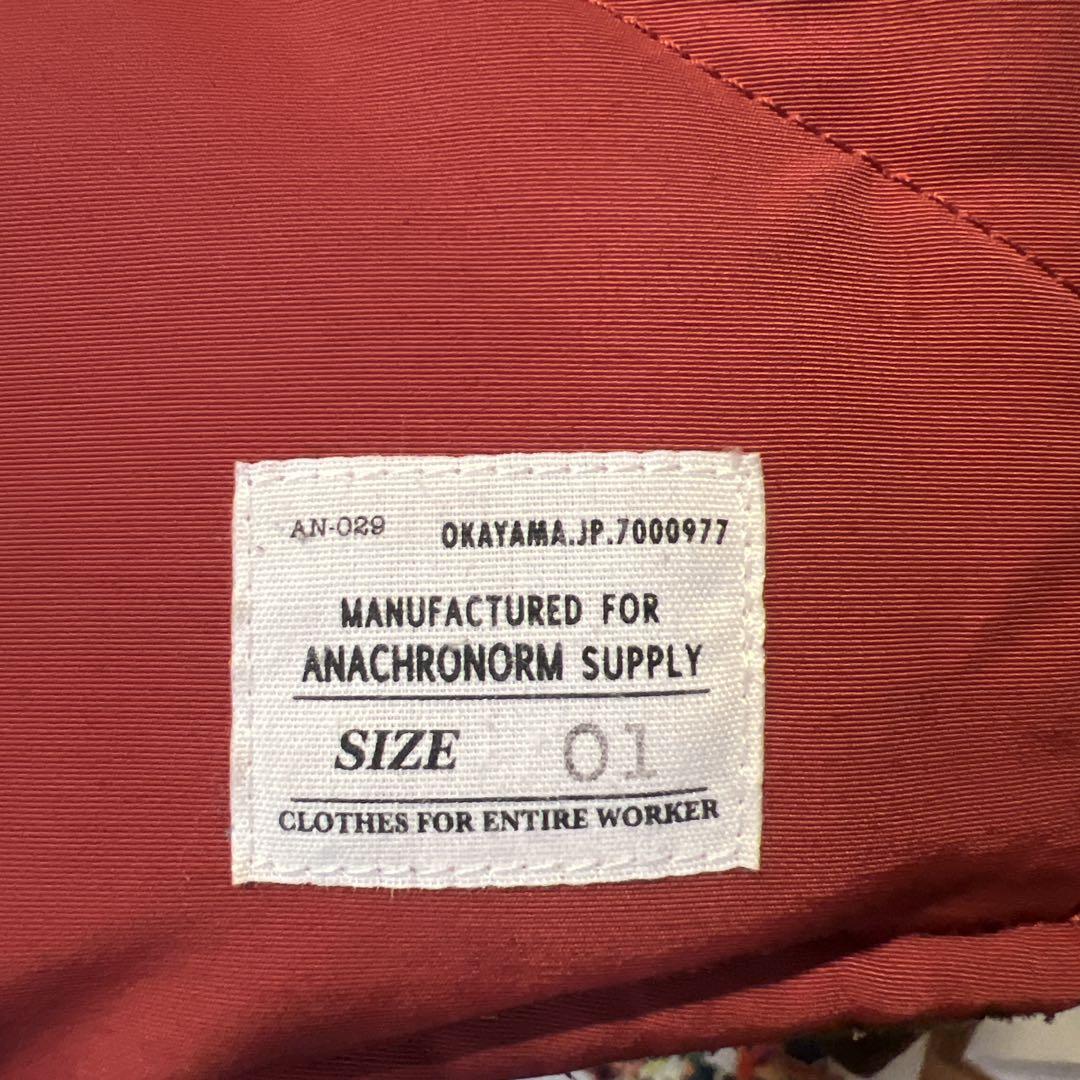 AN-029 OKAYAMA.JP.7000977
MANUFACTURED FOR
ANACHRONORM SUPPLY
SIZE 01
CLOTHES FOR ENTIRE WORKER